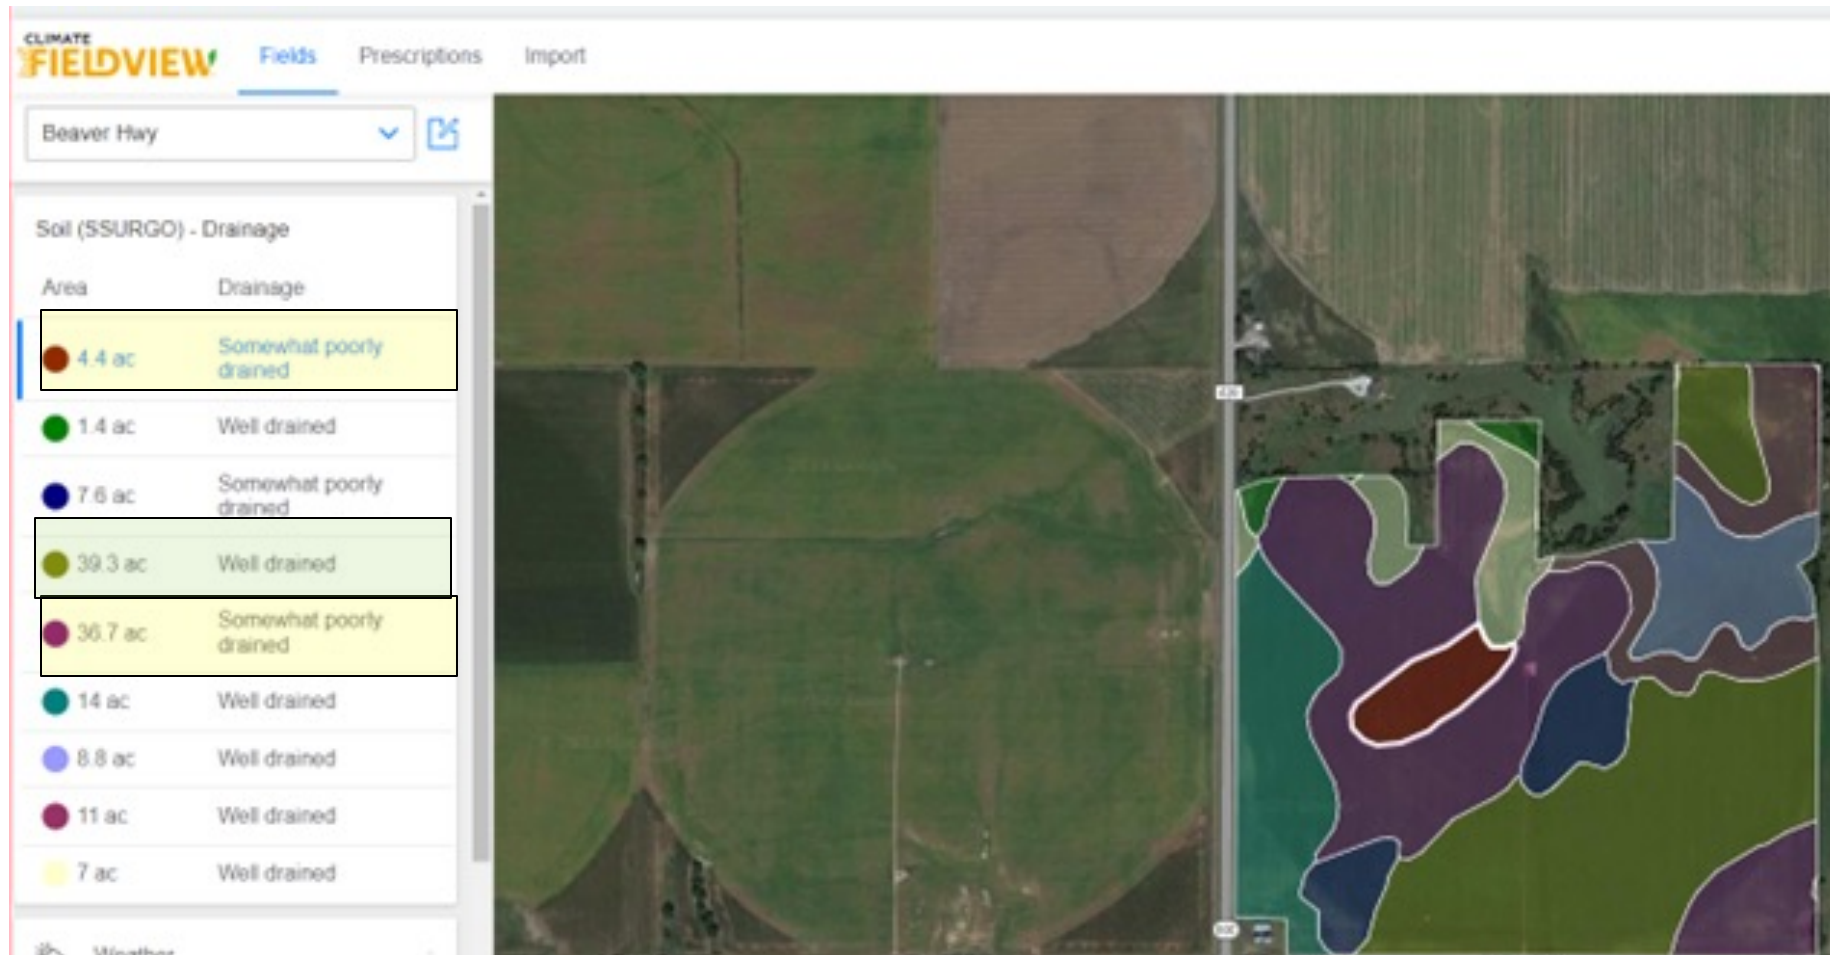 CLIMATE
FIELDVIEW
Fields Prescriptions Import
Beaver Hwy
Soil (SSURGO) - Drainage
Area Drainage
4.4 ac Somewhat poorly
drained
1.4 ac Well drained
7.6 ac Somewhat poorly
drained
39.3 ac Well drained
36.7 ac Somewhat poorly
drained
14 ac Well drained
8.8 ac Well drained
11 ac Well drained
7 ac Well drained
Weather